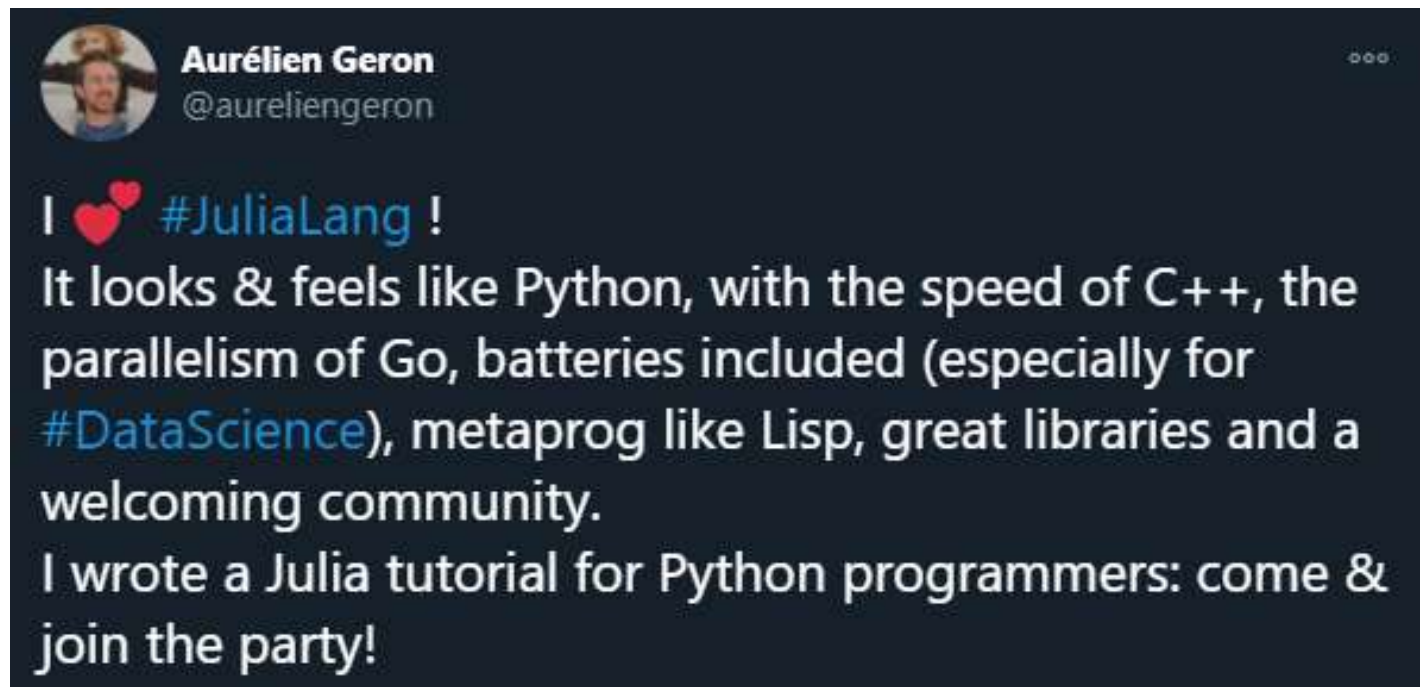 Aurélien Geron
@aureliengeron
I 💕 #JuliaLang !
It looks & feels like Python, with the speed of C++, the
parallelism of Go, batteries included (especially for
#DataScience), metaprog like Lisp, great libraries and a
welcoming community.
I wrote a Julia tutorial for Python programmers: come &
join the party!